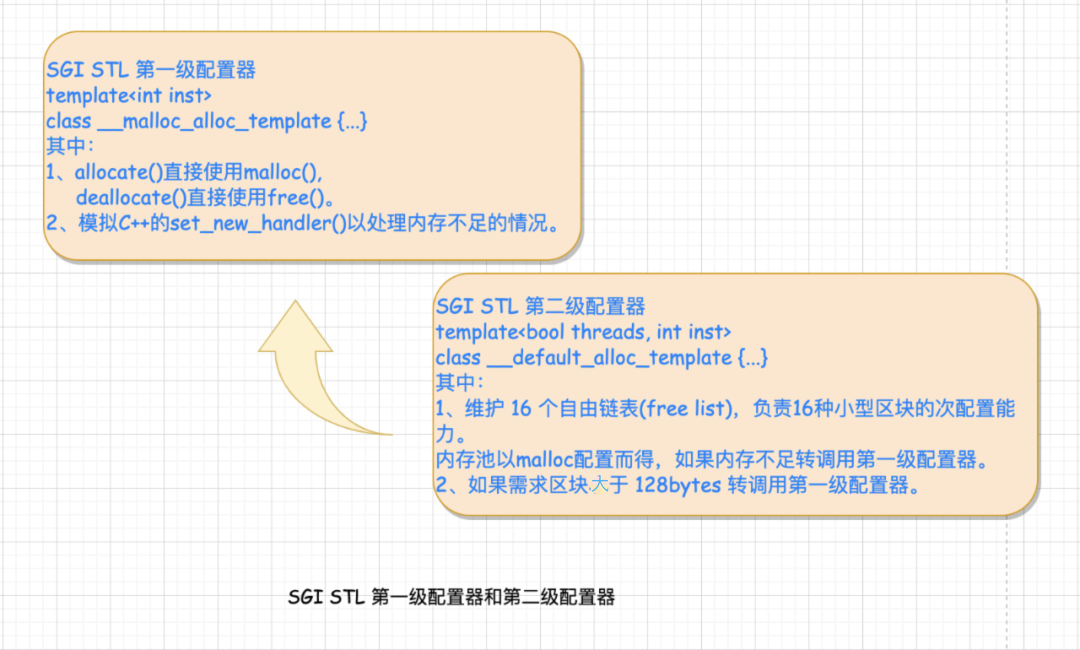 SGI STL 第一级配置器
template<int inst>
class __malloc_alloc_template {...}
其中：
1、allocate()直接使用malloc(),
deallocate()直接使用free()。
2、模拟C++的set_new_handler()以处理内存不足的情况。
SGI STL 第二级配置器
template<bool threads, int inst>
class __default_alloc_template {...}
其中：
1、维护 16 个自由链表(free list)，负责16种小型区块的次配置能
力。
内存池以malloc配置而得，如果内存不足转调用第一级配置器。
2、如果需求区块大于 128bytes 转调用第一级配置器。
SGI STL 第一级配置器和第二级配置器